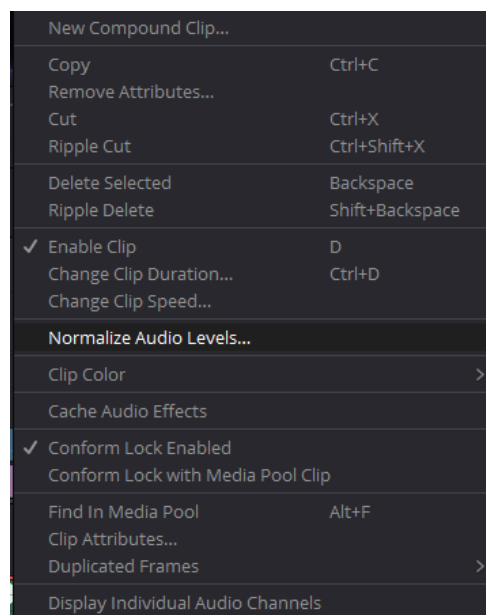 New Compound Clip...
Copy Ctrl+C
Remove Attributes...
Cut Ctrl+X
Ripple Cut Ctrl+Shift+X
Delete Selected Backspace
Ripple Delete Shift+Backspace
✓ Enable Clip D
Change Clip Duration... Ctrl+D
Change Clip Speed...
Normalize Audio Levels...
Clip Color >
Cache Audio Effects
✓ Conform Lock Enabled
Conform Lock with Media Pool Clip
Find In Media Pool Alt+F
Clip Attributes...
Duplicated Frames >
Display Individual Audio Channels